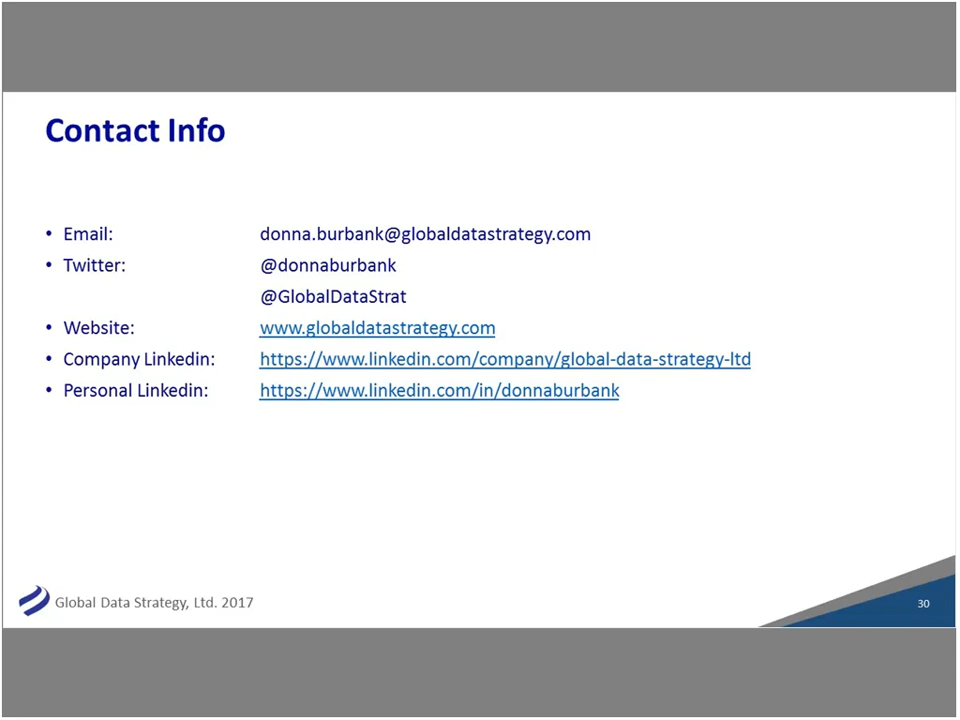 Contact Info
• Email: donna.burbank@globaldatastrategy.com
• Twitter: @donnaburbank
@GlobalDataStrat
• Website: www.globaldatastrategy.com
• Company Linkedin: https://www.linkedin.com/company/global-data-strategy-ltd
• Personal Linkedin: https://www.linkedin.com/in/donnaburbank
Global Data Strategy, Ltd. 2017
30